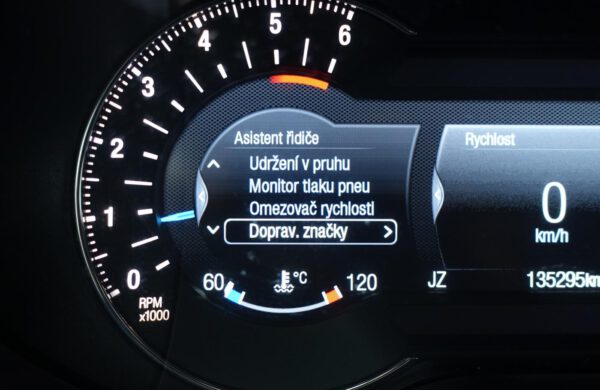 6
5
4
3
2
1
0
RPM
x1000
Asistent řidiče
Udržení v pruhu
Monitor tlaku pneu
Omezovač rychlosti
Doprav. značky
60 °C 120
Rychlost
0
km/h
JZ 135295km